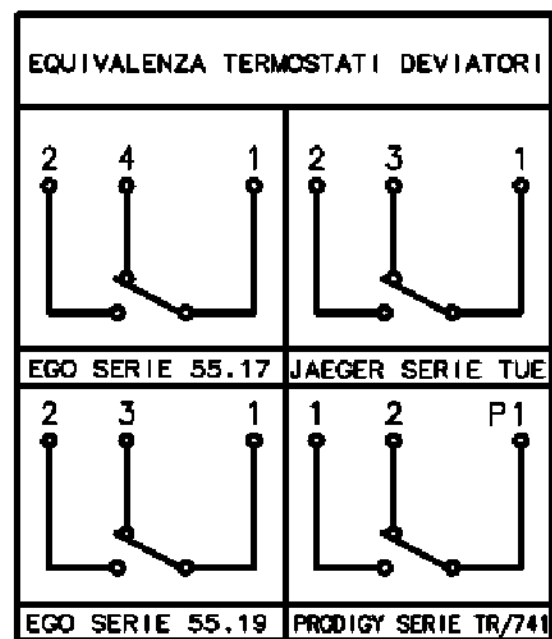 EQUIVALENZA TERMOSTATI DEVIATORI
2 4 1
2 3 1
EGO SERIE 55.17
JAEGER SERIE TUE
2 3 1
1 2 P1
EGO SERIE 55.19
PRODIGY SERIE TR/741